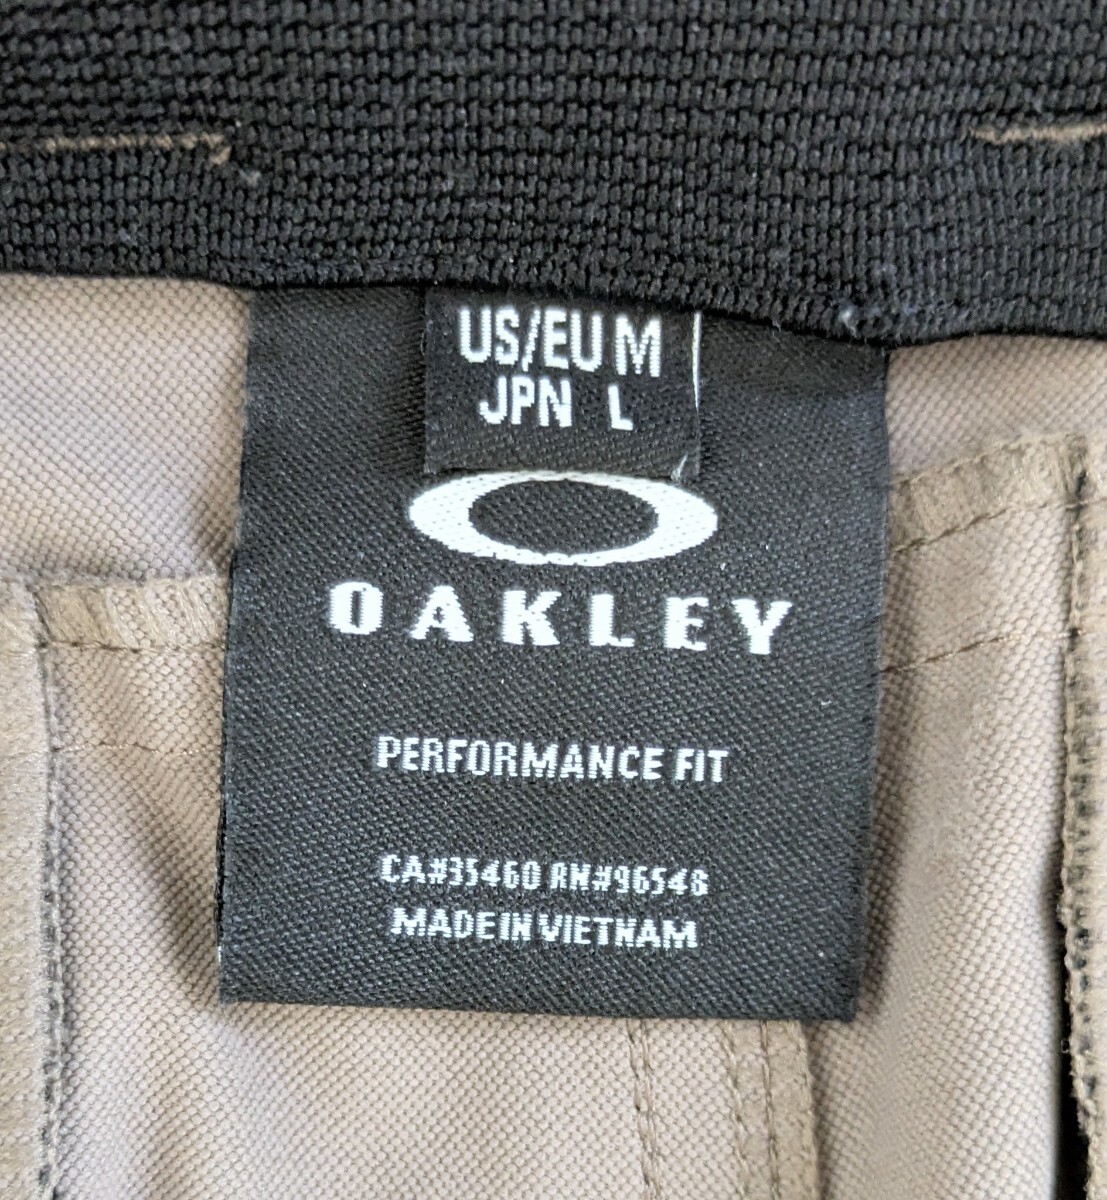 US/EU M
JPN L
OAKLEY
PERFORMANCE FIT
CA#35460 RN#96548
MADE IN VIETNAM